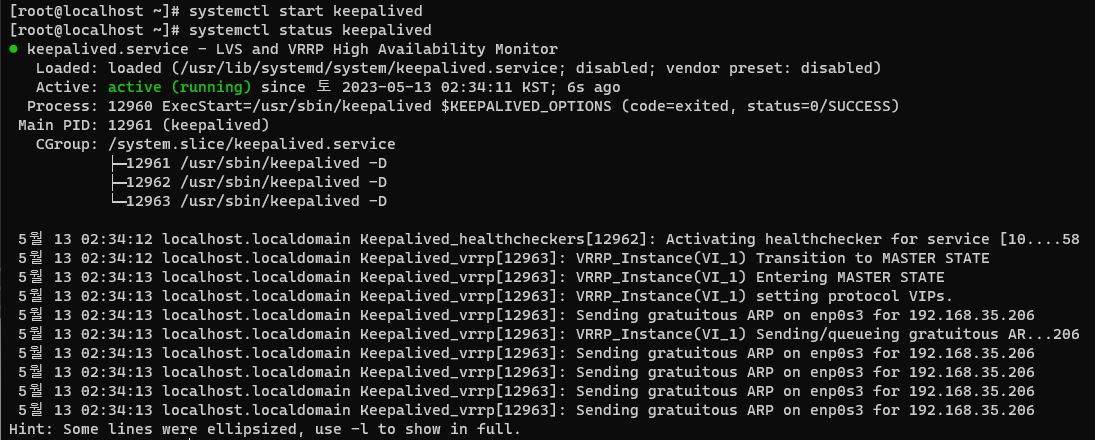 [root@localhost ~]# systemctl start keepalived
[root@localhost ~]# systemctl status keepalived
● keepalived.service - LVS and VRRP High Availability Monitor
   Loaded: loaded (/usr/lib/systemd/system/keepalived.service; disabled; vendor preset: disabled)
   Active: active (running) since 토 2023-05-13 02:34:11 KST; 6s ago
  Process: 12960 ExecStart=/usr/sbin/keepalived $KEEPALIVED_OPTIONS (code=exited, status=0/SUCCESS)
 Main PID: 12961 (keepalived)
   CGroup: /system.slice/keepalived.service
           ├─12961 /usr/sbin/keepalived -D
           ├─12962 /usr/sbin/keepalived -D
           └─12963 /usr/sbin/keepalived -D

 5월 13 02:34:12 localhost.localdomain Keepalived_healthcheckers[12962]: Activating healthchecker for service [10....58
 5월 13 02:34:12 localhost.localdomain Keepalived_vrrp[12963]: VRRP_Instance(VI_1) Transition to MASTER STATE
 5월 13 02:34:13 localhost.localdomain Keepalived_vrrp[12963]: VRRP_Instance(VI_1) Entering MASTER STATE
 5월 13 02:34:13 localhost.localdomain Keepalived_vrrp[12963]: VRRP_Instance(VI_1) setting protocol VIPs.
 5월 13 02:34:13 localhost.localdomain Keepalived_vrrp[12963]: Sending gratuitous ARP on enp0s3 for 192.168.35.206
 5월 13 02:34:13 localhost.localdomain Keepalived_vrrp[12963]: VRRP_Instance(VI_1) Sending/queueing gratuitous AR...206
 5월 13 02:34:13 localhost.localdomain Keepalived_vrrp[12963]: Sending gratuitous ARP on enp0s3 for 192.168.35.206
 5월 13 02:34:13 localhost.localdomain Keepalived_vrrp[12963]: Sending gratuitous ARP on enp0s3 for 192.168.35.206
 5월 13 02:34:13 localhost.localdomain Keepalived_vrrp[12963]: Sending gratuitous ARP on enp0s3 for 192.168.35.206
 5월 13 02:34:13 localhost.localdomain Keepalived_vrrp[12963]: Sending gratuitous ARP on enp0s3 for 192.168.35.206
Hint: Some lines were ellipsized, use -l to show in full.